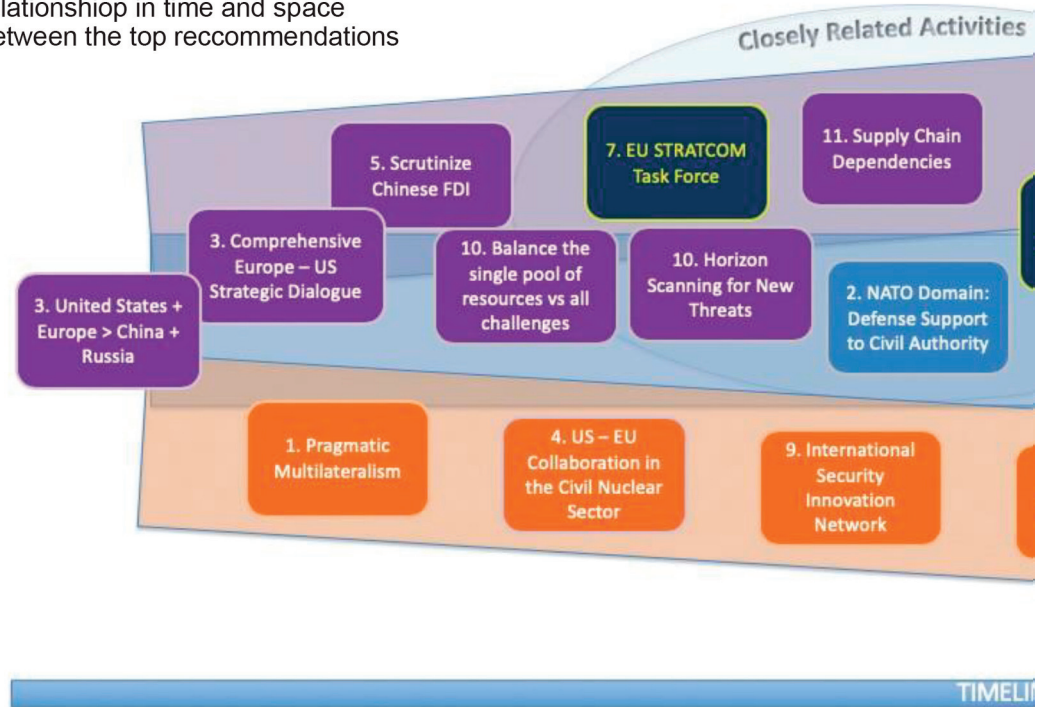 lationshiop in time and space
etween the top reccommendations
Closely Related Activities
5. Scrutinize
Chinese FDI
7. EU STRATCOM
Task Force
11. Supply Chain
Dependencies
3. Comprehensive
Europe – US
Strategic Dialogue
10. Balance the
single pool of
resources vs all
challenges
10. Horizon
Scanning for New
Threats
2. NATO Domain:
Defense Support
to Civil Authority
3. United States +
Europe > China +
Russia
1. Pragmatic
Multilateralism
4. US – EU
Collaboration in
the Civil Nuclear
Sector
9. International
Security
Innovation
Network
TIMELI